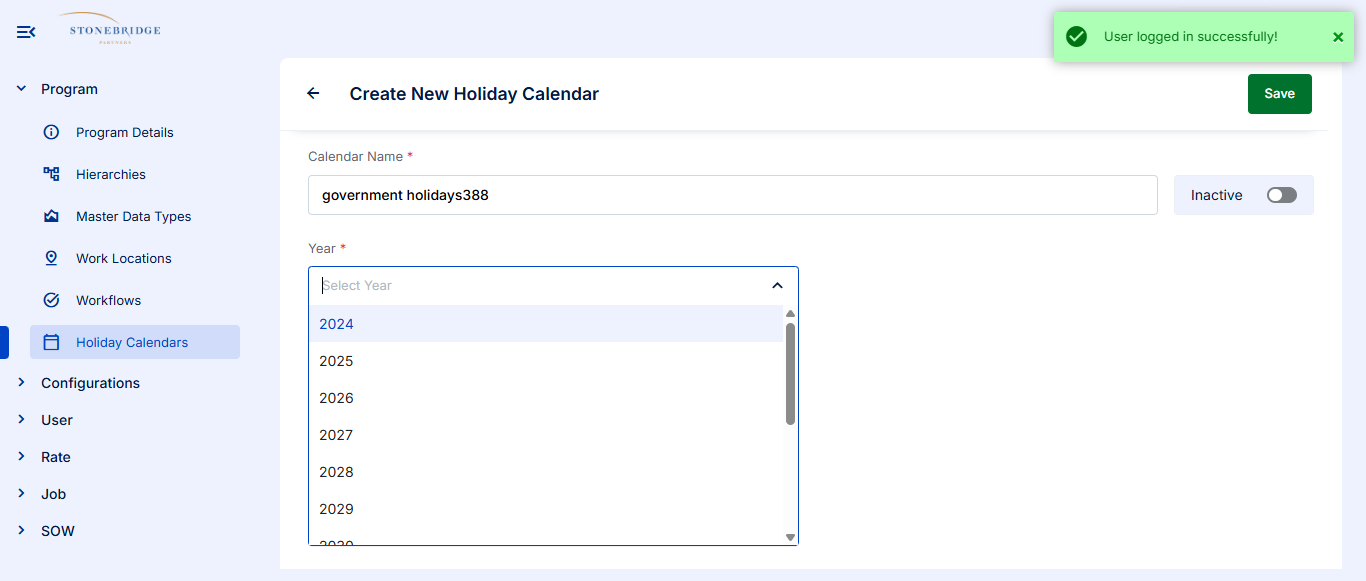 STONEBRIDGE
PARTNERS
User logged in successfully!
Program
Program Details
Hierarchies
Master Data Types
Work Locations
Workflows
Holiday Calendars
Configurations
User
Rate
Job
SOW
Create New Holiday Calendar
Save
Calendar Name *
government holidays388
Inactive
Year *
Select Year
2024
2025
2026
2027
2028
2029
2030